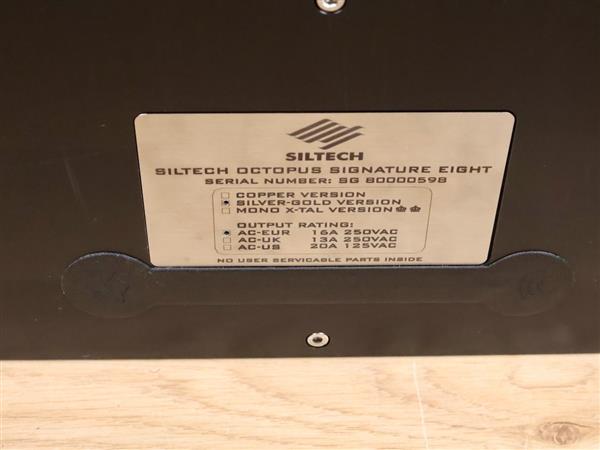 SILTECH
SILTECH OCTOPUS SIGNATURE EIGHT
SERIAL NUMBER: SG 80000598
COPPER VERSION
SILVER-GOLD VERSION
MONO X-TAL VERSION
OUTPUT RATING:
AC-EUR 16A 250VAC
AC-UK 13A 250VAC
AC-US 20A 125VAC
NO USER SERVICABLE PARTS INSIDE